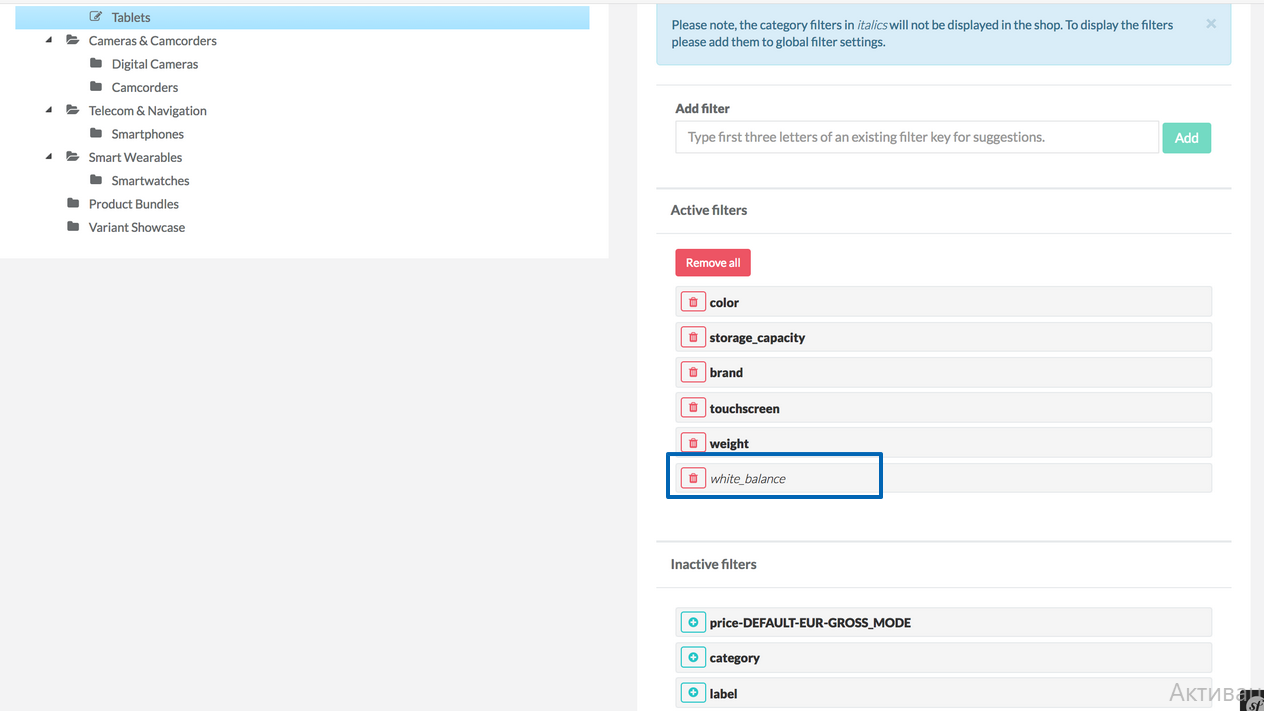 Tablets
Cameras & Camcorders
Digital Cameras
Camcorders
Telecom & Navigation
Smartphones
Smart Wearables
Smartwatches
Product Bundles
Variant Showcase
Please note, the category filters in italics will not be displayed in the shop. To display the filters
please add them to global filter settings.
×
Add filter
Type first three letters of an existing filter key for suggestions.
Add
Active filters
Remove all
color
storage_capacity
brand
touchscreen
weight
white_balance
Inactive filters
price-DEFAULT-EUR-GROSS_MODE
category
label
sf